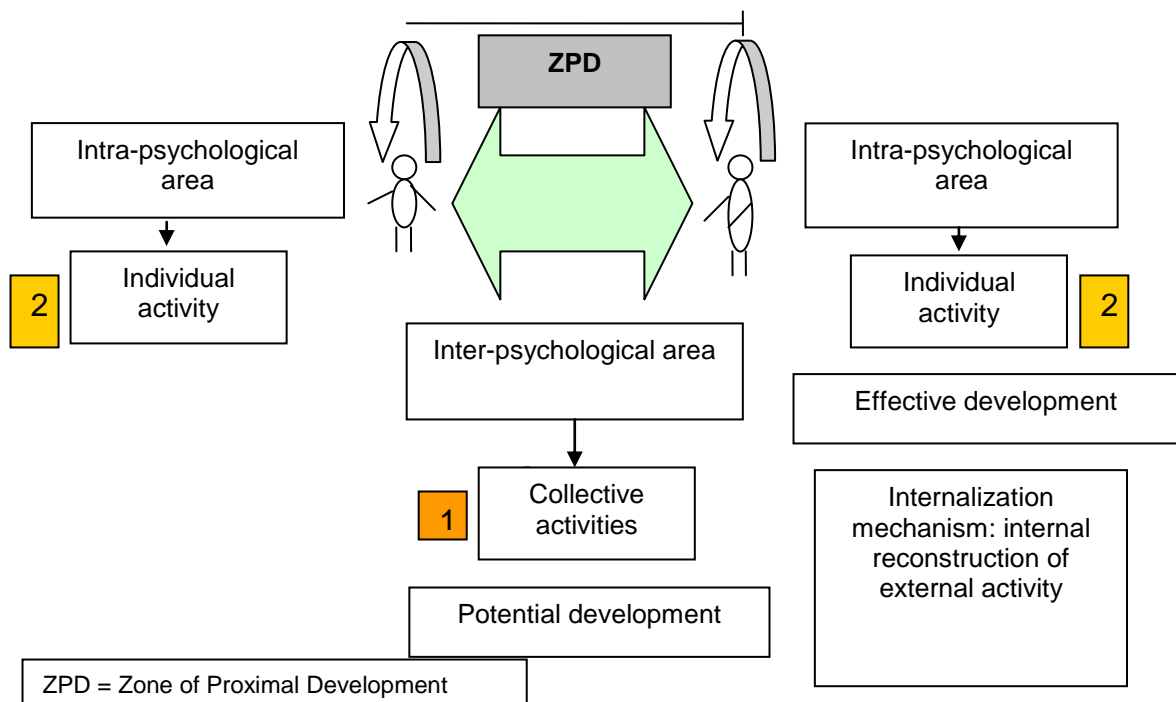 ZPD
Intra-psychological
area
Intra-psychological
area
2
Individual
activity
Individual
activity
2
Inter-psychological area
Effective development
1
Collective
activities
Internalization
mechanism: internal
reconstruction of
external activity
Potential development
ZPD = Zone of Proximal Development